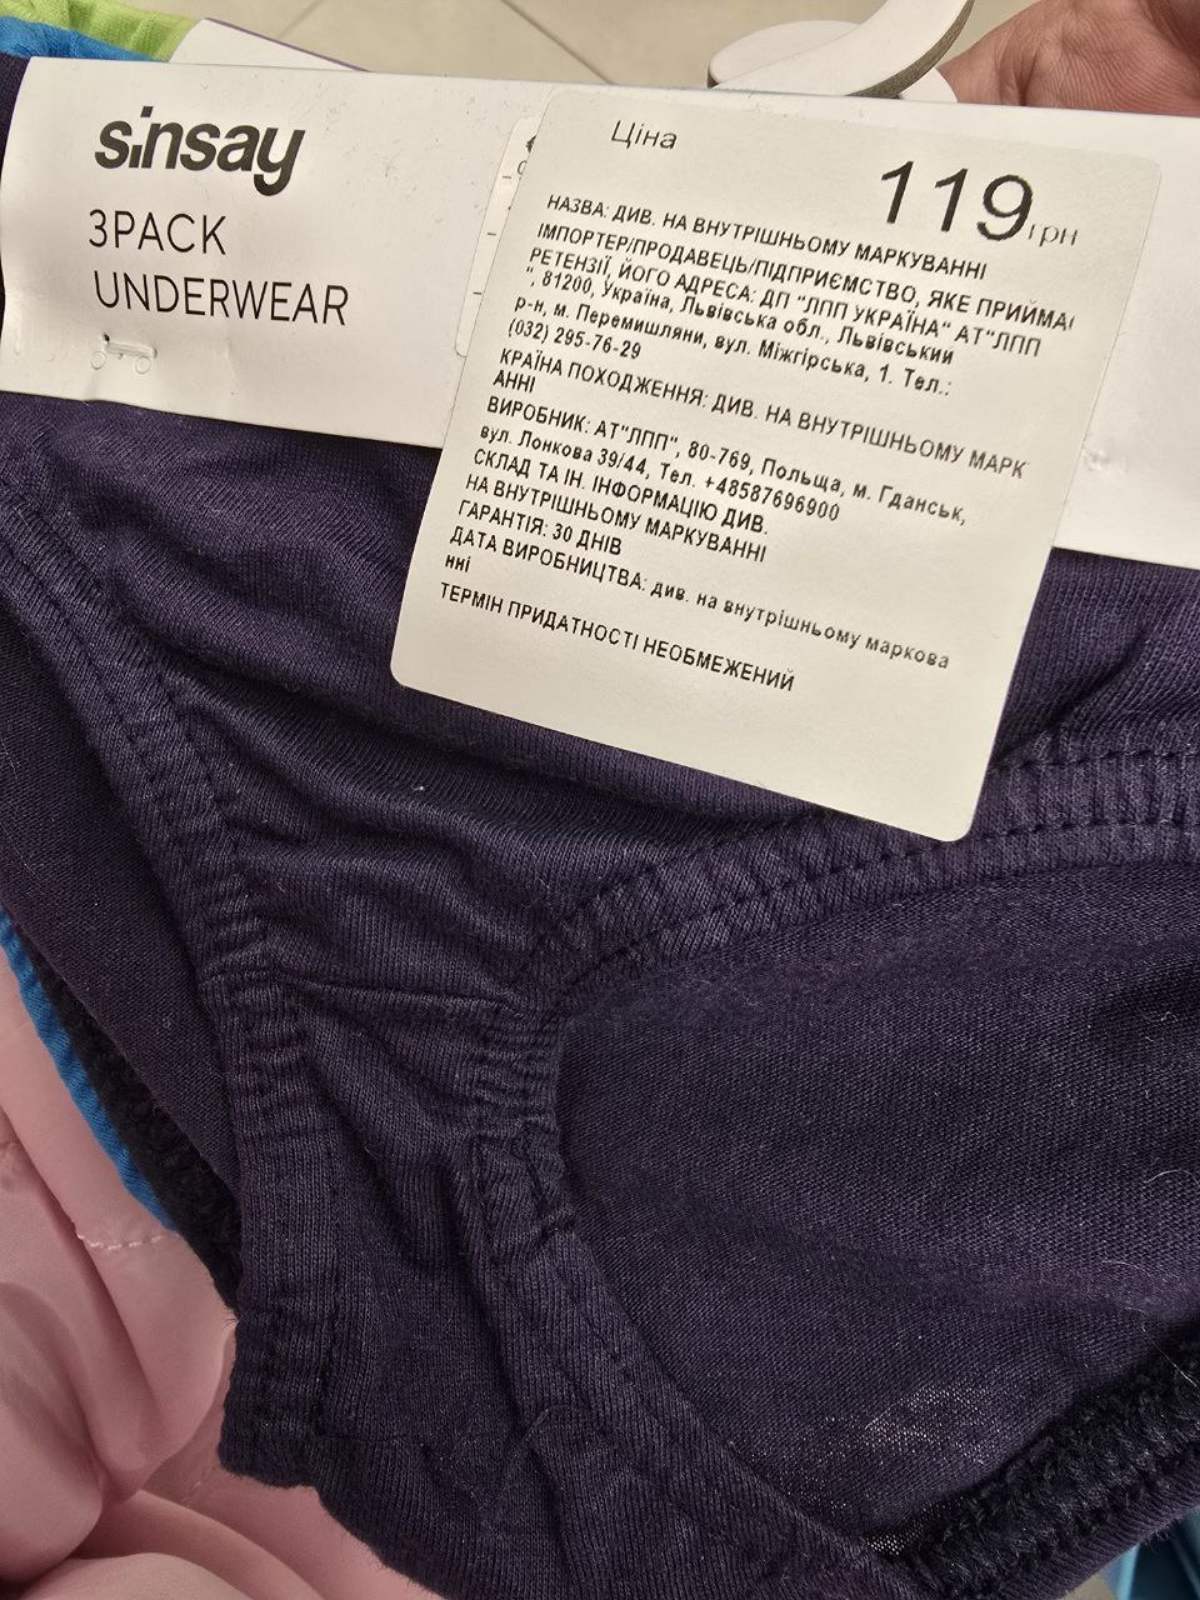 sinsay
3PACK
UNDERWEAR
Ціна
119 грн
НАЗВА: ДИВ. НА ВНУТРІШНЬОМУ МАРКУВАННІ
ІМПОРТЕР/ПРОДАВЕЦЬ/ПІДПРИЄМСТВО, ЯКЕ ПРИЙМА
РЕТЕНЗІЇ, ЙОГО АДРЕСА: ДП "ЛПП УКРАЇНА" АТ"ЛПП
", 81200, Україна, Львівська обл., Львівський
р-н, м. Перемишляни, вул. Міжгірська, 1. Тел.:
(032) 295-76-29
КРАЇНА ПОХОДЖЕННЯ: ДИВ. НА ВНУТРІШНЬОМУ МАРК
АННІ
ВИРОБНИК: АТ"ЛПП", 80-769, Польща, м. Гданськ,
вул. Лонкова 39/44, Тел. +48587696900
СКЛАД ТА ІН. ІНФОРМАЦІЮ ДИВ.
НА ВНУТРІШНЬОМУ МАРКУВАННІ
ГАРАНТІЯ: 30 ДНІВ
ДАТА ВИРОБНИЦТВА: див. на внутрішньому маркова
нні
ТЕРМІН ПРИДАТНОСТІ НЕОБМЕЖЕНИЙ